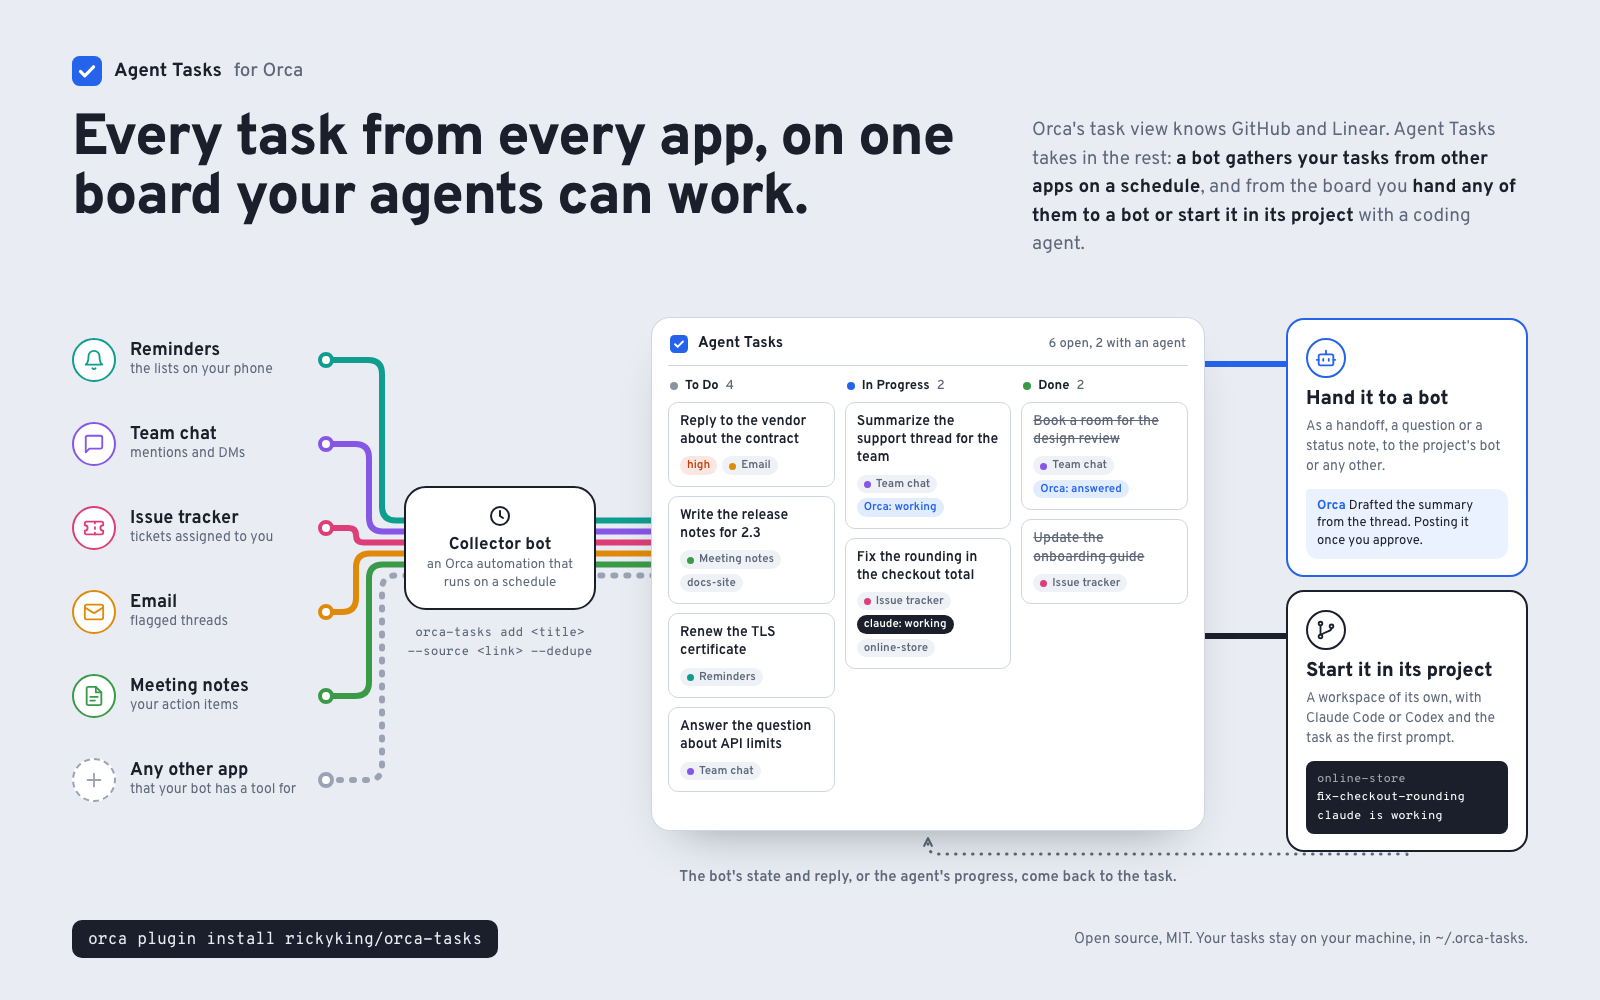 Agent Tasks for Orca
Every task from every app, on one
board your agents can work.
Orca's task view knows GitHub and Linear. Agent Tasks
takes in the rest: a bot gathers your tasks from other
apps on a schedule, and from the board you hand any of
them to a bot or start it in its project with a coding
agent.
Reminders
the lists on your phone
Team chat
mentions and DMs
Issue tracker
tickets assigned to you
Email
flagged threads
Meeting notes
your action items
Any other app
that your bot has a tool for
Collector bot
an Orca automation that
runs on a schedule
orca-tasks add <title>
--source <link> --dedupe
Agent Tasks
6 open, 2 with an agent
To Do 4
Reply to the vendor
about the contract
high
Email
Write the release
notes for 2.3
Meeting notes
docs-site
Renew the TLS
certificate
Reminders
Answer the question
about API limits
Team chat
In Progress 2
Summarize the
support thread for the
team
Team chat
Orca: working
Fix the rounding in
the checkout total
Issue tracker
claude: working
online-store
Done 2
Book a room for the
design review
Team chat
Orca: answered
Update the
onboarding guide
Issue tracker
Hand it to a bot
As a handoff, a question or a
status note, to the project's bot
or any other.
Orca Drafted the summary
from the thread. Posting it
once you approve.
Start it in its project
A workspace of its own, with
Claude Code or Codex and the
task as the first prompt.
online-store
fix-checkout-rounding
claude is working
The bot's state and reply, or the agent's progress, come back to the task.
orca plugin install rickyking/orca-tasks
Open source, MIT. Your tasks stay on your machine, in ~/.orca-tasks.